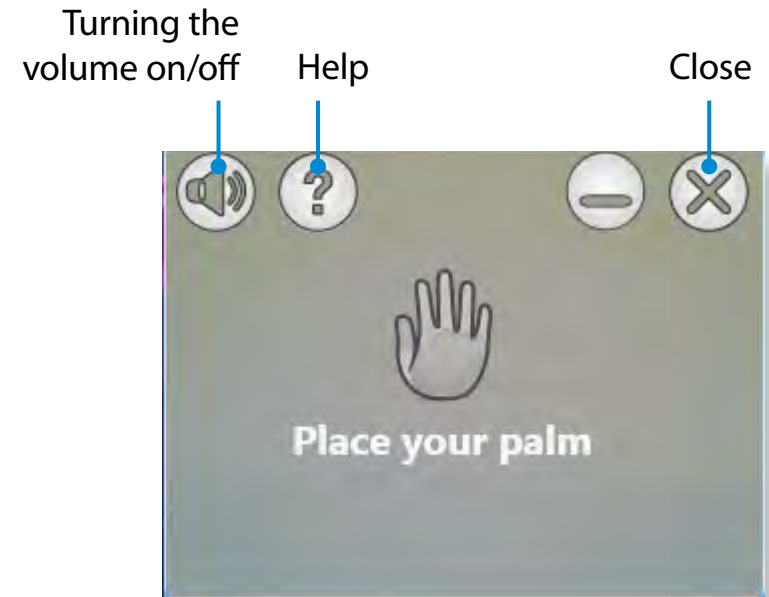 Turning the
volume on/off
Help
Close
?
Place your palm